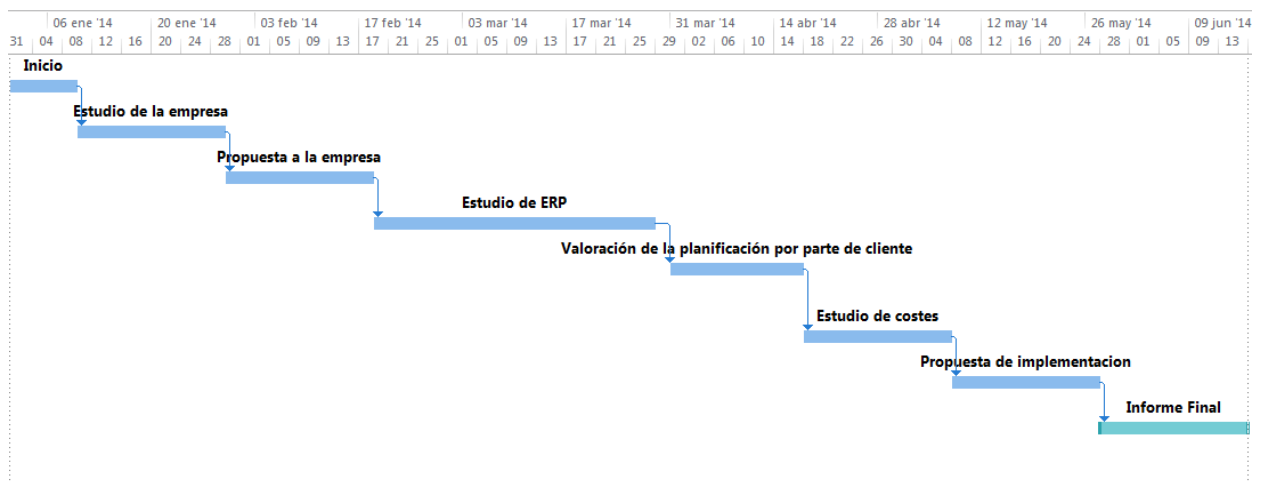 06 ene '14 20 ene '14 03 feb '14 17 feb '14 03 mar '14 17 mar '14 31 mar '14 14 abr '14 28 abr '14 12 may '14 26 may '14 09 jun '14
31 04 08 12 16 20 24 28 01 05 09 13 17 21 25 01 05 09 13 17 21 25 29 02 06 10 14 18 22 26 30 04 08 12 16 20 24 28 01 05 09 13
Inicio
Estudio de la empresa
Propuesta a la empresa
Estudio de ERP
Valoración de la planificación por parte de cliente
Estudio de costes
Propuesta de implementacion
Informe Final